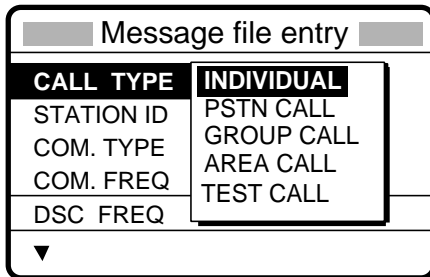 Message file entry
CALL TYPE
INDIVIDUAL
STATION ID
PSTN CALL
COM. TYPE
GROUP CALL
COM. FREQ
AREA CALL
DSC FREQ
TEST CALL
▼